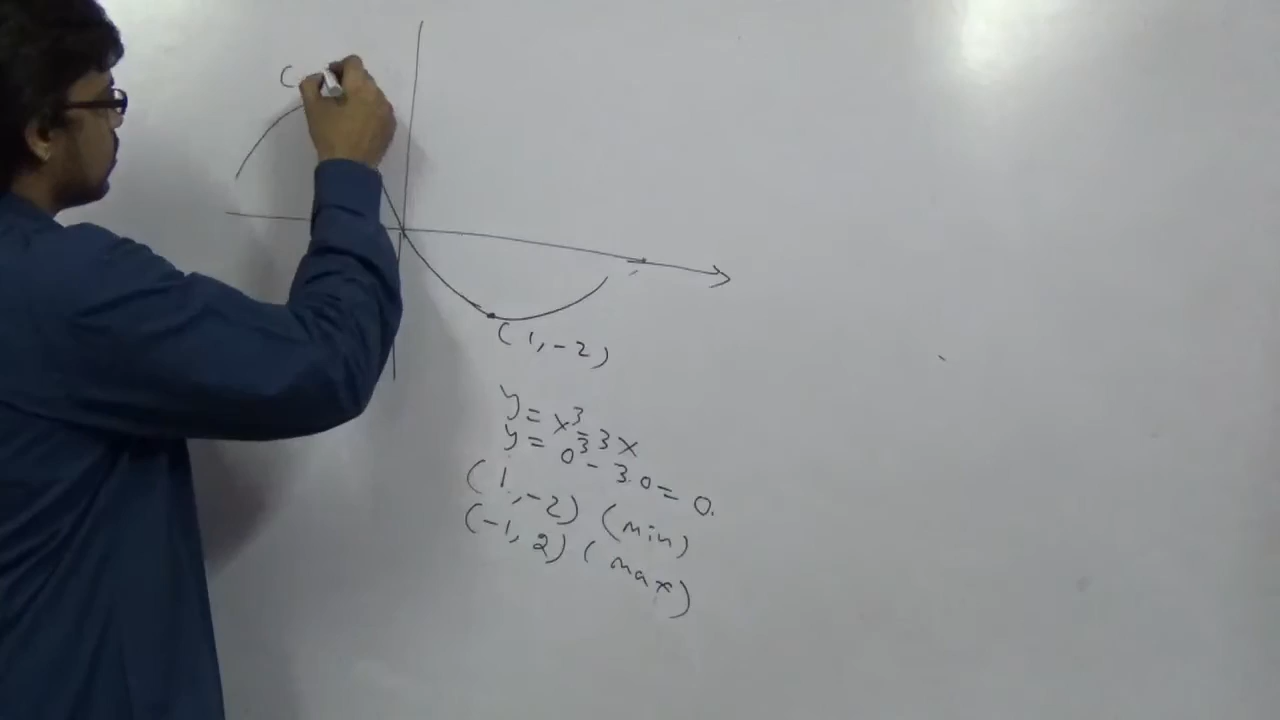 (
(1, -2)
y = x³ - 3x
y = 0³ - 3.0 = 0.
(1, -2) (min)
(-1, 2) (max)